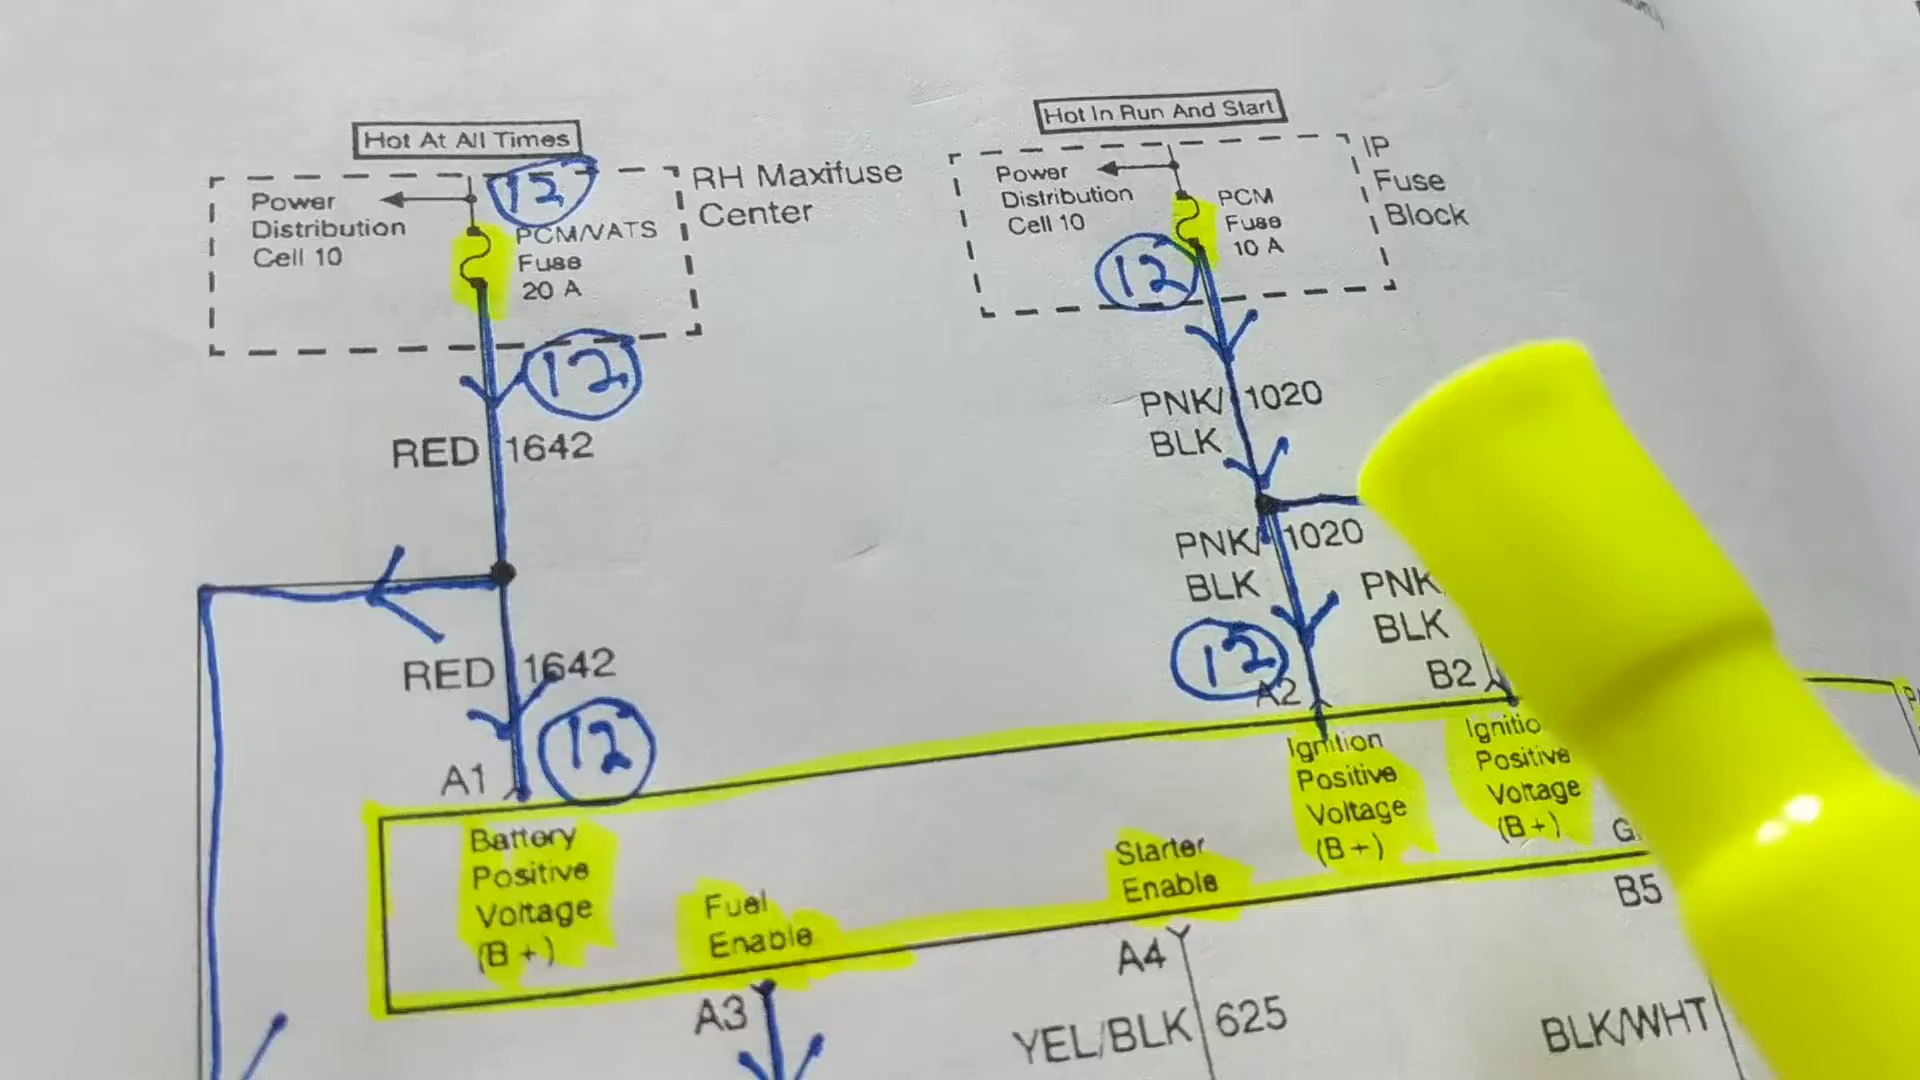 Hot At All Times
Power
Distribution
Cell 10
12
PCM/VATS
Fuse
20 A
RH Maxifuse
Center
12
RED 1642
RED 1642
A1
12
Battery
Positive
Voltage
(B+)
Fuel
Enable
A3
Hot In Run And Start
Power
Distribution
Cell 10
PCM
Fuse
10 A
12
IP
Fuse
Block
PNK/ 1020
BLK
PNK/ 1020
BLK
PNK
BLK
12
A2
B2
Ignition
Positive
Voltage
(B+)
Ignitio
Positive
Voltage
(B+)
G
Starter
Enable
A4
YEL/BLK 625
B5
BLK/WHT